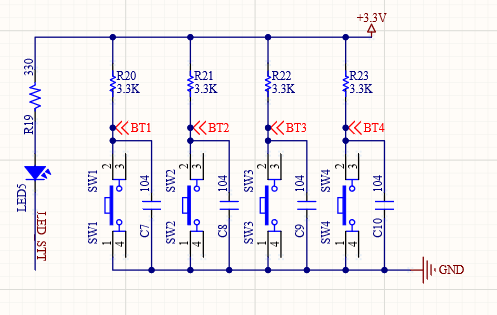 +3.3V
330
R19
LED5
LED_STT
R20
3.3K
R21
3.3K
R22
3.3K
R23
3.3K
BT1
BT2
BT3
BT4
SW1
2
3
SW1
1
4
104
C7
SW2
2
3
SW2
1
4
104
C8
SW3
2
3
SW3
1
4
104
C9
SW4
2
3
SW4
1
4
104
C10
GND